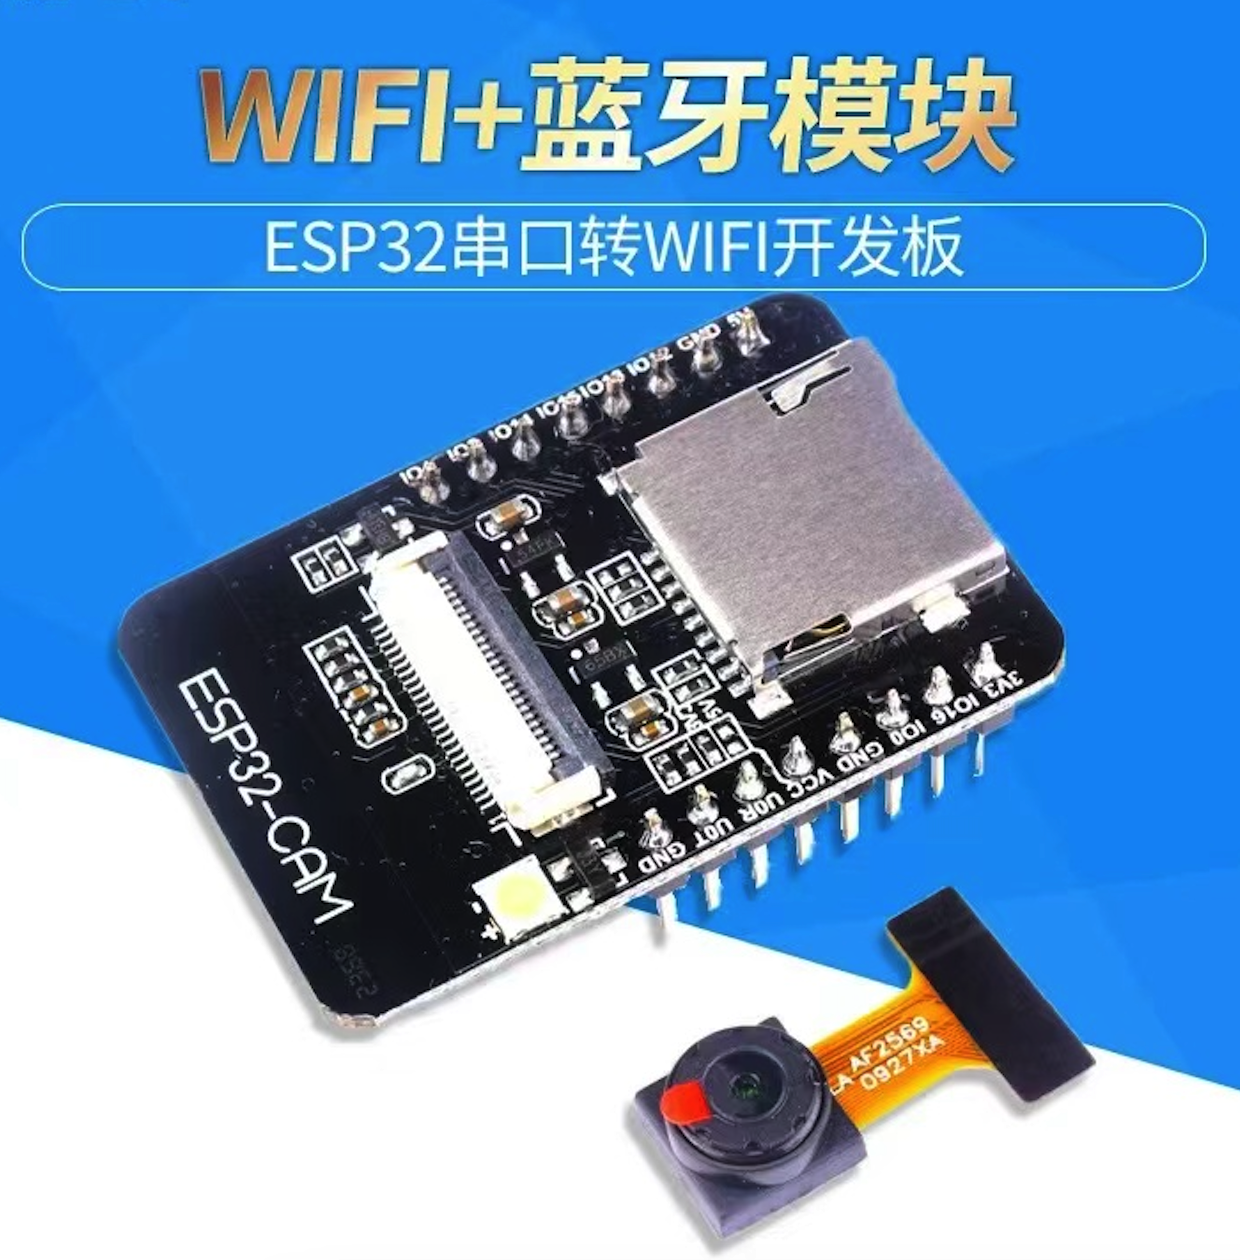 WIFI+蓝牙模块
ESP32串口转WIFI开发板
5V
GND
IO12
IO13
IO15
IO14
IO2
IO4
ESP32-CAM
3V3
IO16
IO0
GND
VCC
U0R
U0T
GND
AF2569
0927XA